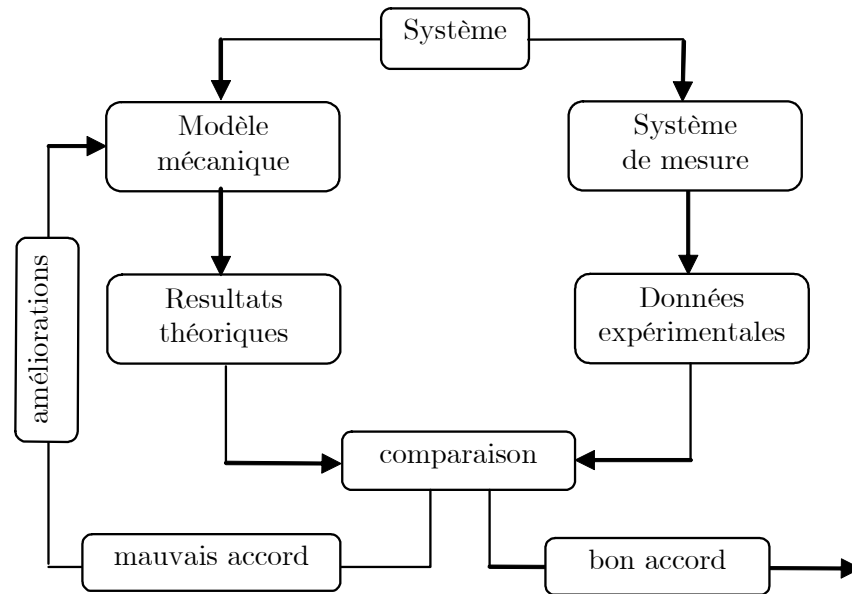 Système
Modèle
mécanique
Système
de mesure
améliorations
Resultats
théoriques
Données
expérimentales
comparaison
mauvais accord
bon accord